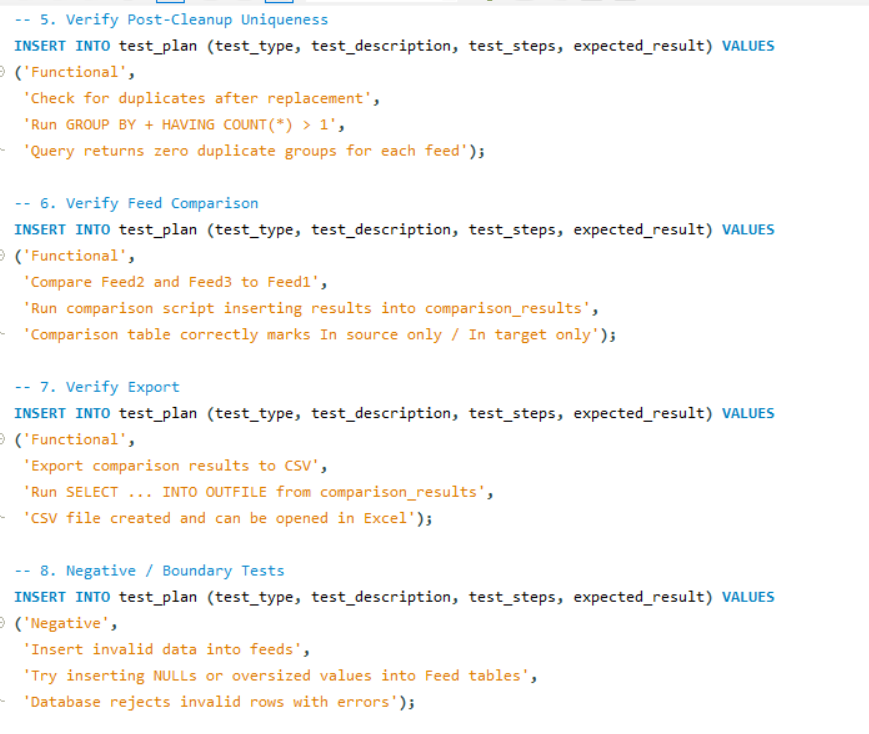 -- 5. Verify Post-Cleanup Uniqueness
INSERT INTO test_plan (test_type, test_description, test_steps, expected_result) VALUES
('Functional',
'Check for duplicates after replacement',
'Run GROUP BY + HAVING COUNT(*) > 1',
'Query returns zero duplicate groups for each feed');
-- 6. Verify Feed Comparison
INSERT INTO test_plan (test_type, test_description, test_steps, expected_result) VALUES
('Functional',
'Compare Feed2 and Feed3 to Feed1',
'Run comparison script inserting results into comparison_results',
'Comparison table correctly marks In source only / In target only');
-- 7. Verify Export
INSERT INTO test_plan (test_type, test_description, test_steps, expected_result) VALUES
('Functional',
'Export comparison results to CSV',
'Run SELECT ... INTO OUTFILE from comparison_results',
'CSV file created and can be opened in Excel');
-- 8. Negative / Boundary Tests
INSERT INTO test_plan (test_type, test_description, test_steps, expected_result) VALUES
('Negative',
'Insert invalid data into feeds',
'Try inserting NULLs or oversized values into Feed tables',
'Database rejects invalid rows with errors');